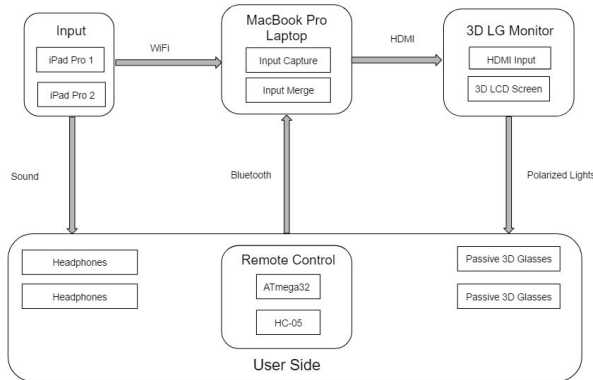 Input
iPad Pro 1
iPad Pro 2
WiFi
MacBook Pro
Laptop
Input Capture
Input Merge
HDMI
3D LG Monitor
HDMI Input
3D LCD Screen
Sound
Bluetooth
Polarized Lights
Headphones
Headphones
Remote Control
ATmega32
HC-05
Passive 3D Glasses
Passive 3D Glasses
User Side